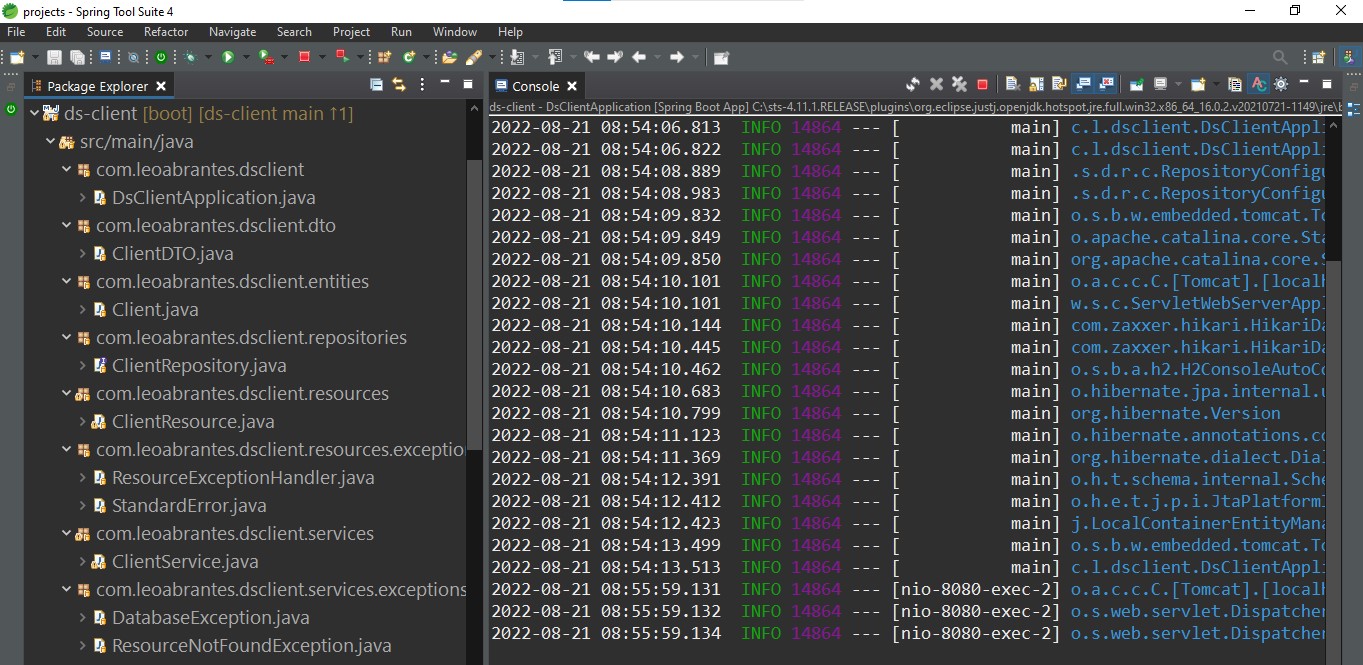 projects - Spring Tool Suite 4
File Edit Source Refactor Navigate Search Project Run Window Help
Package Explorer
ds-client [boot] [ds-client main ↑1]
src/main/java
com.leoabrantes.dsclient
DsClientApplication.java
com.leoabrantes.dsclient.dto
ClientDTO.java
com.leoabrantes.dsclient.entities
Client.java
com.leoabrantes.dsclient.repositories
ClientRepository.java
com.leoabrantes.dsclient.resources
ClientResource.java
com.leoabrantes.dsclient.resources.exceptio
ResourceExceptionHandler.java
StandardError.java
com.leoabrantes.dsclient.services
ClientService.java
com.leoabrantes.dsclient.services.exceptions
DatabaseException.java
ResourceNotFoundException.java
Console
ds-client - DsClientApplication [Spring Boot App] C:\sts-4.11.1.RELEASE\plugins\org.eclipse.justj.openjdk.hotspot.jre.full.win32.x86_64_16.0.2.v20210721-1149\jre\b
2022-08-21 08:54:06.813 INFO 14864 --- [ main] c.l.dsclient.DsClientAppli
2022-08-21 08:54:06.822 INFO 14864 --- [ main] c.l.dsclient.DsClientAppli
2022-08-21 08:54:08.889 INFO 14864 --- [ main] .s.d.r.c.RepositoryConfigu
2022-08-21 08:54:08.983 INFO 14864 --- [ main] .s.d.r.c.RepositoryConfigu
2022-08-21 08:54:09.832 INFO 14864 --- [ main] o.s.b.w.embedded.tomcat.To
2022-08-21 08:54:09.849 INFO 14864 --- [ main] o.apache.catalina.core.Sta
2022-08-21 08:54:09.850 INFO 14864 --- [ main] org.apache.catalina.core.S
2022-08-21 08:54:10.101 INFO 14864 --- [ main] o.a.c.c.C.[Tomcat].[localh
2022-08-21 08:54:10.101 INFO 14864 --- [ main] w.s.c.ServletWebServerAppl
2022-08-21 08:54:10.144 INFO 14864 --- [ main] com.zaxxer.hikari.HikariDa
2022-08-21 08:54:10.445 INFO 14864 --- [ main] com.zaxxer.hikari.HikariDa
2022-08-21 08:54:10.462 INFO 14864 --- [ main] o.s.b.a.h2.H2ConsoleAutoCo
2022-08-21 08:54:10.683 INFO 14864 --- [ main] o.hibernate.jpa.internal.u
2022-08-21 08:54:10.799 INFO 14864 --- [ main] org.hibernate.Version
2022-08-21 08:54:11.123 INFO 14864 --- [ main] o.hibernate.annotations.co
2022-08-21 08:54:11.369 INFO 14864 --- [ main] org.hibernate.dialect.Dial
2022-08-21 08:54:12.391 INFO 14864 --- [ main] o.h.t.schema.internal.Sche
2022-08-21 08:54:12.412 INFO 14864 --- [ main] o.h.e.t.j.p.i.JtaPlatformI
2022-08-21 08:54:12.423 INFO 14864 --- [ main] j.LocalContainerEntityMana
2022-08-21 08:54:13.499 INFO 14864 --- [ main] o.s.b.w.embedded.tomcat.To
2022-08-21 08:54:13.513 INFO 14864 --- [ main] c.l.dsclient.DsClientAppli
2022-08-21 08:55:59.131 INFO 14864 --- [nio-8080-exec-2] o.a.c.c.C.[Tomcat].[localh
2022-08-21 08:55:59.132 INFO 14864 --- [nio-8080-exec-2] o.s.web.servlet.Dispatcher
2022-08-21 08:55:59.134 INFO 14864 --- [nio-8080-exec-2] o.s.web.servlet.Dispatcher